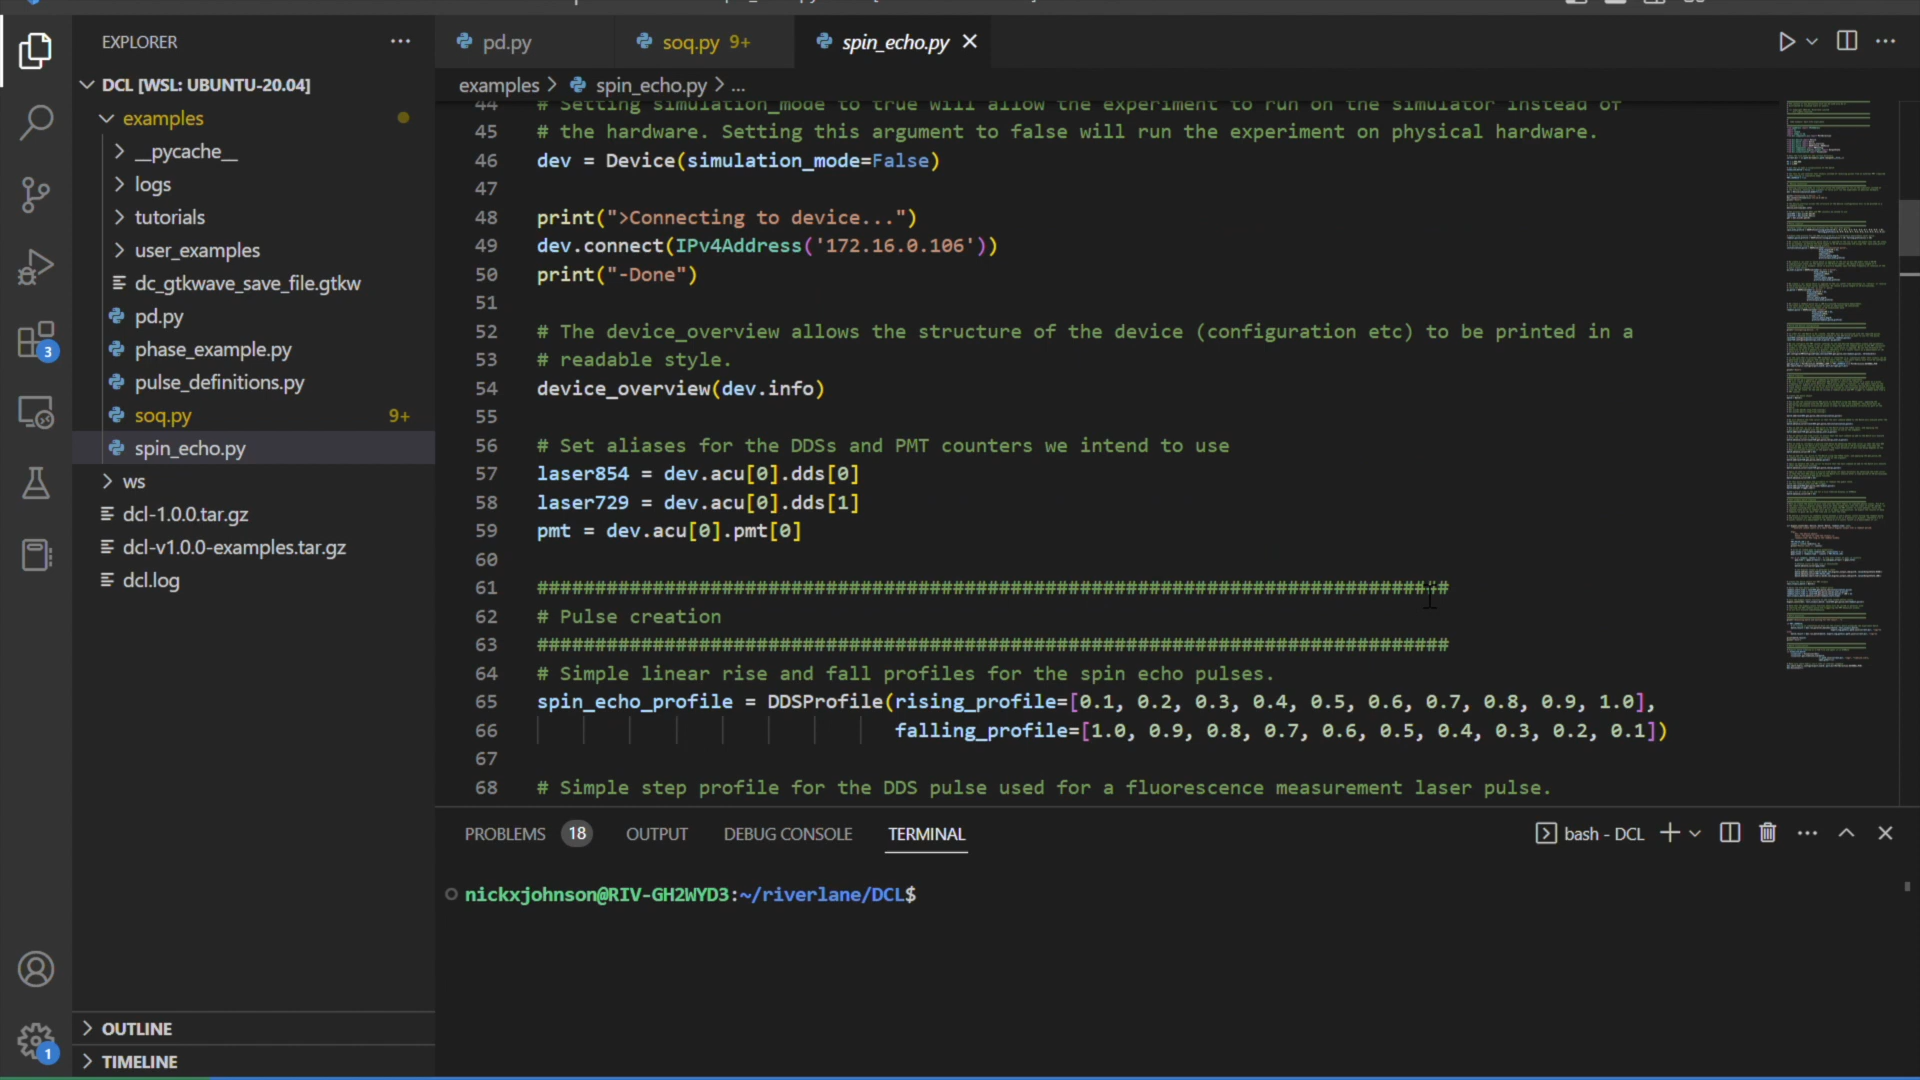 EXPLORER
DCL [WSL: UBUNTU-20.04]
examples
__pycache__
logs
tutorials
user_examples
dc_gtkwave_save_file.gtkw
pd.py
phase_example.py
pulse_definitions.py
soq.py 9+
spin_echo.py
ws
dcl-1.0.0.tar.gz
dcl-v1.0.0-examples.tar.gz
dcl.log
OUTLINE
TIMELINE
3
1
pd.py soq.py 9+ spin_echo.py
examples > spin_echo.py > ...
44 # Setting simulation_mode to true will allow the experiment to run on the simulator instead of
45 # the hardware. Setting this argument to false will run the experiment on physical hardware.
46 dev = Device(simulation_mode=False)
47
48 print(">Connecting to device...")
49 dev.connect(IPv4Address('172.16.0.106'))
50 print("-Done")
51
52 # The device_overview allows the structure of the device (configuration etc) to be printed in a
53 # readable style.
54 device_overview(dev.info)
55
56 # Set aliases for the DDSs and PMT counters we intend to use
57 laser854 = dev.acu[0].dds[0]
58 laser729 = dev.acu[0].dds[1]
59 pmt = dev.acu[0].pmt[0]
60
61 ###############################################################################
62 # Pulse creation
63 ###############################################################################
64 # Simple linear rise and fall profiles for the spin echo pulses.
65 spin_echo_profile = DDSProfile(rising_profile=[0.1, 0.2, 0.3, 0.4, 0.5, 0.6, 0.7, 0.8, 0.9, 1.0],
66 falling_profile=[1.0, 0.9, 0.8, 0.7, 0.6, 0.5, 0.4, 0.3, 0.2, 0.1])
67
68 # Simple step profile for the DDS pulse used for a fluorescence measurement laser pulse.
PROBLEMS 18 OUTPUT DEBUG CONSOLE TERMINAL bash - DCL
nickxjohnson@RIV-GH2WYD3:~/riverlane/DCL$